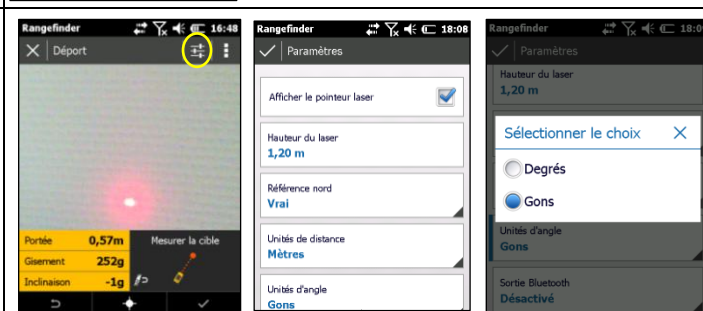 Rangefinder 16:48
Déport
Portée 0,57m
Gisement 252g
Inclinaison -1g
Mesurer la cible
Rangefinder 18:08
Paramètres
Afficher le pointeur laser
Hauteur du laser
1,20 m
Référence nord
Vrai
Unités de distance
Mètres
Unités d'angle
Gons
Rangefinder 18:0
Paramètres
Hauteur du laser
1,20 m
Sélectionner le choix
Degrés
Gons
Unités d'angle
Gons
Sortie Bluetooth
Désactivé